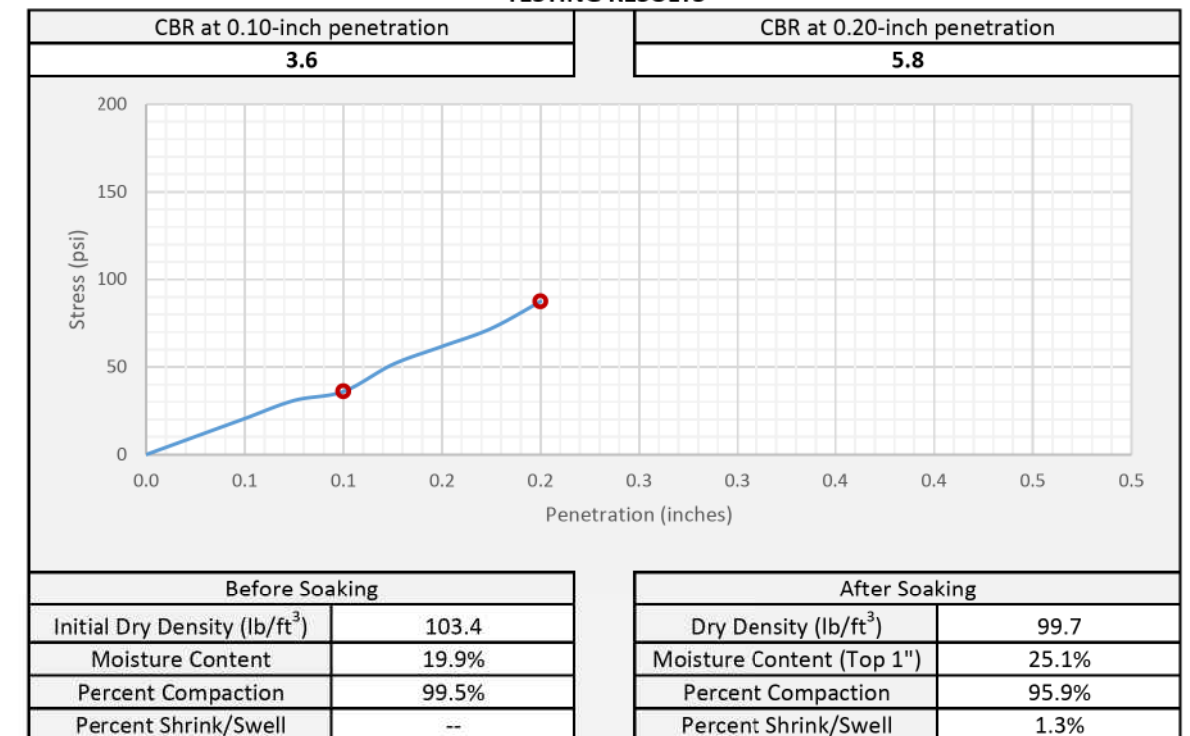 TESTING RESULTS
CBR at 0.10-inch penetration CBR at 0.20-inch penetration
3.6 5.8
200
150
100
50
0
Stress (psi)
0.0 0.1 0.1 0.2 0.2 0.3 0.3 0.4 0.4 0.5 0.5
Penetration (inches)
Before Soaking After Soaking
Initial Dry Density (lb/ft³) 103.4 Dry Density (lb/ft³) 99.7
Moisture Content 19.9% Moisture Content (Top 1") 25.1%
Percent Compaction 99.5% Percent Compaction 95.9%
Percent Shrink/Swell -- Percent Shrink/Swell 1.3%